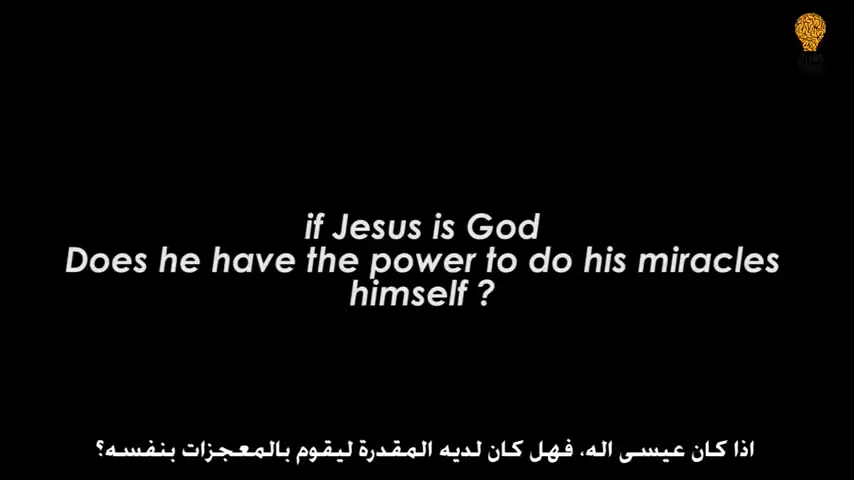 if Jesus is God
Does he have the power to do his miracles
himself ?
اذا كان عيسى اله، فهل كان لديه المقدرة ليقوم بالمعجزات بنفسه؟